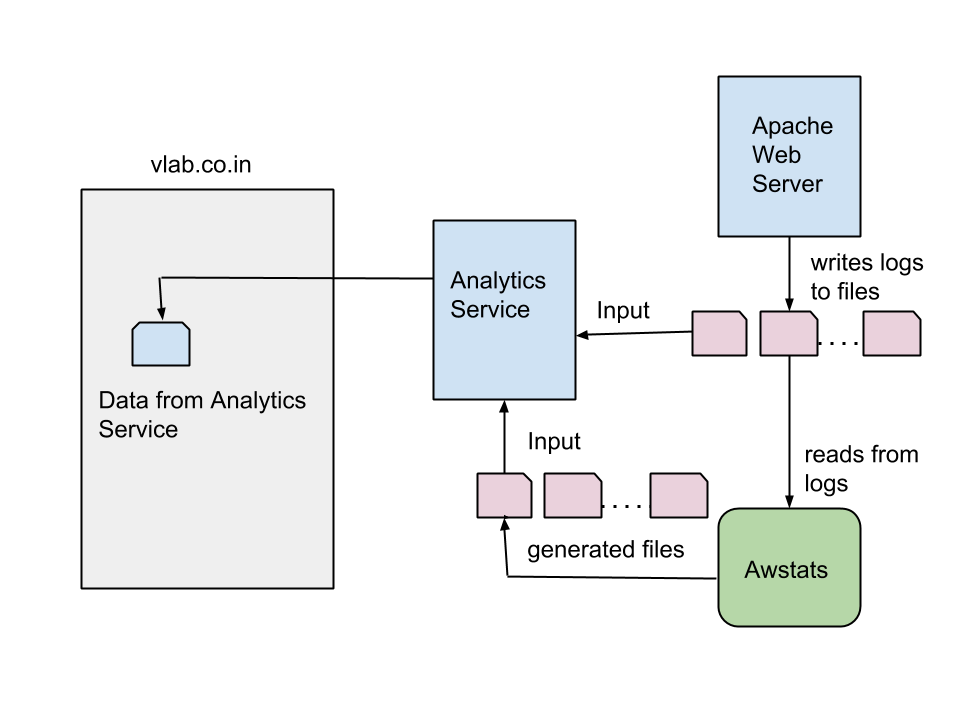 vlab.co.in
Apache
Web
Server
writes logs
to files
Analytics
Service
Input
Data from Analytics
Service
Input
reads from
logs
generated files
Awstats